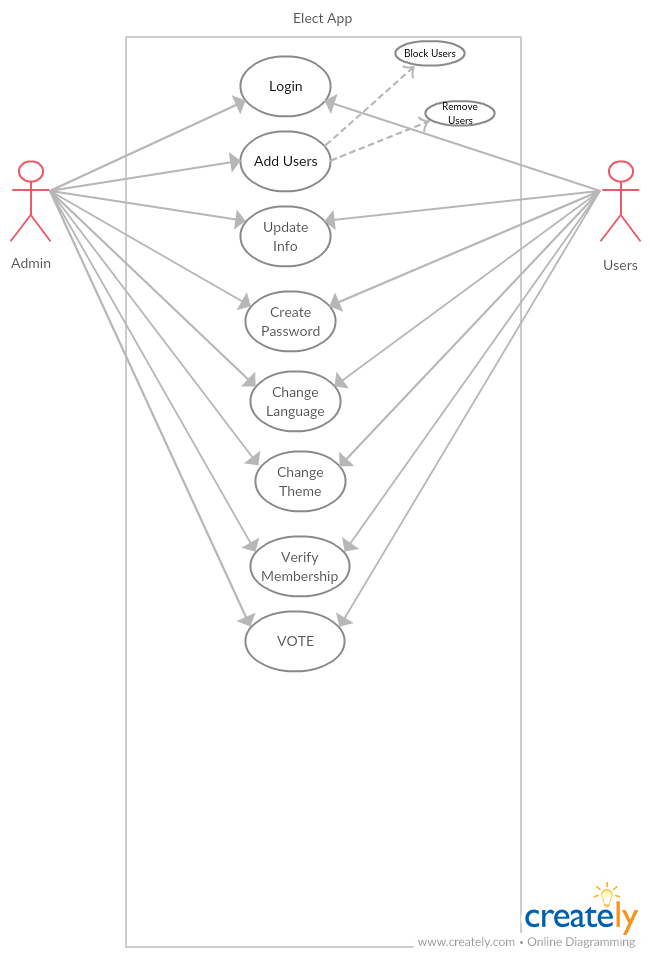 Elect App
Block Users
Login
Remove
Users
Add Users
Update
Info
Admin
Users
Create
Password
Change
Language
Change
Theme
Verify
Membership
VOTE
creately
www.creately.com • Online Diagramming